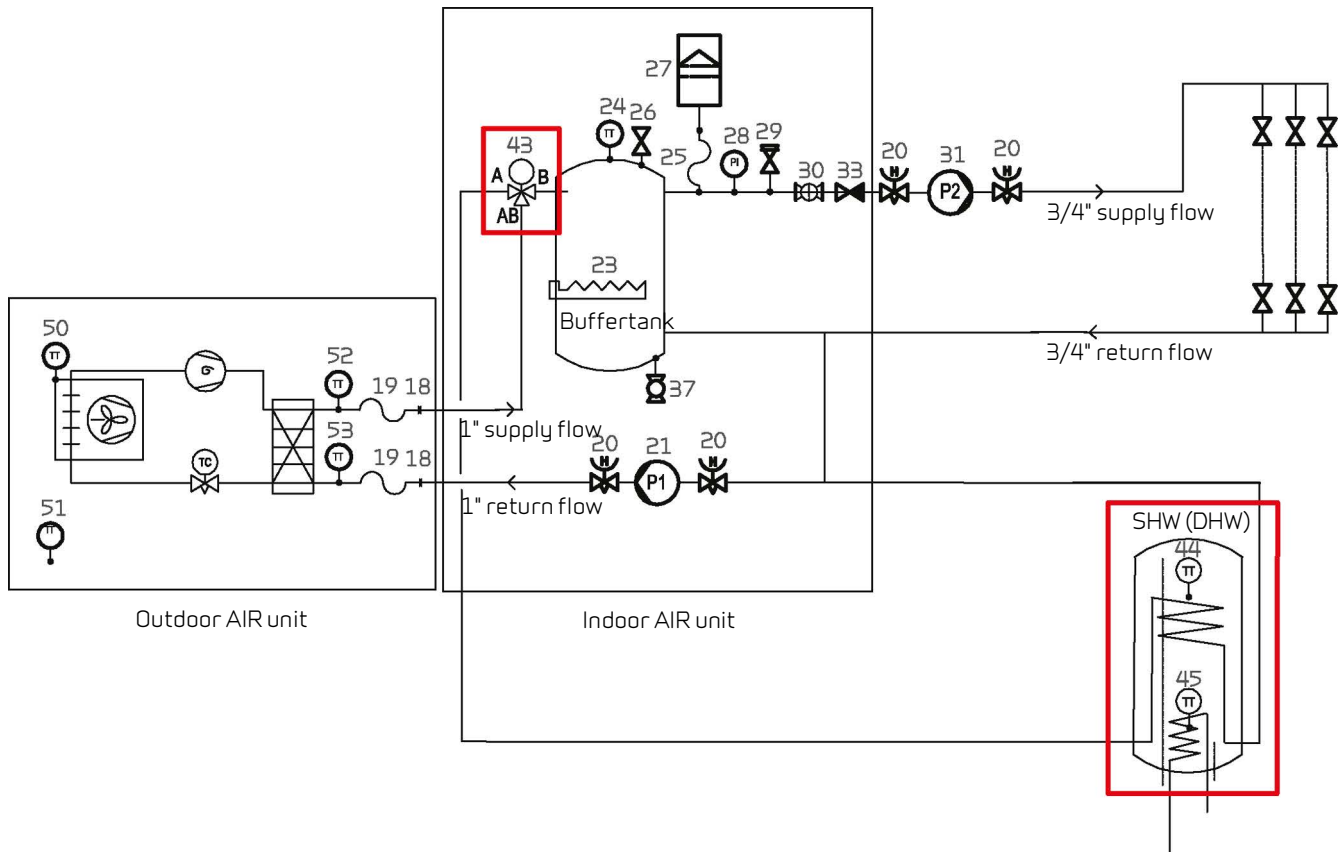 27
24
26
28
29
43
25
PI
TT
20
31
20
A
B
30
33
H
H
AB
P2
3/4" supply flow
23
Buffertank
50
TT
52
TT
19
18
3/4" return flow
37
1" supply flow
53
TT
19
18
20
21
20
TC
H
P1
H
1" return flow
51
TT
SHW (DHW)
44
TT
Outdoor AIR unit
Indoor AIR unit
45
TT